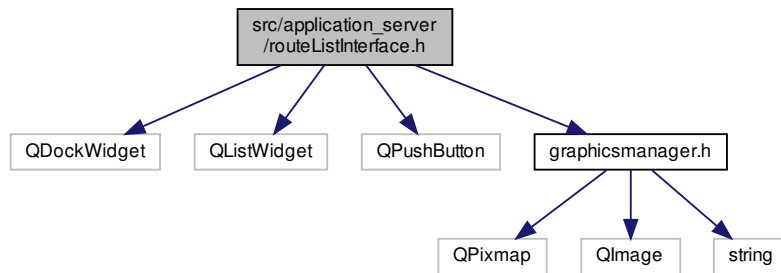 src/application_server
/routeListInterface.h
QDockWidget
QListWidget
QPushButton
graphicsmanager.h
QPixmap
QImage
string